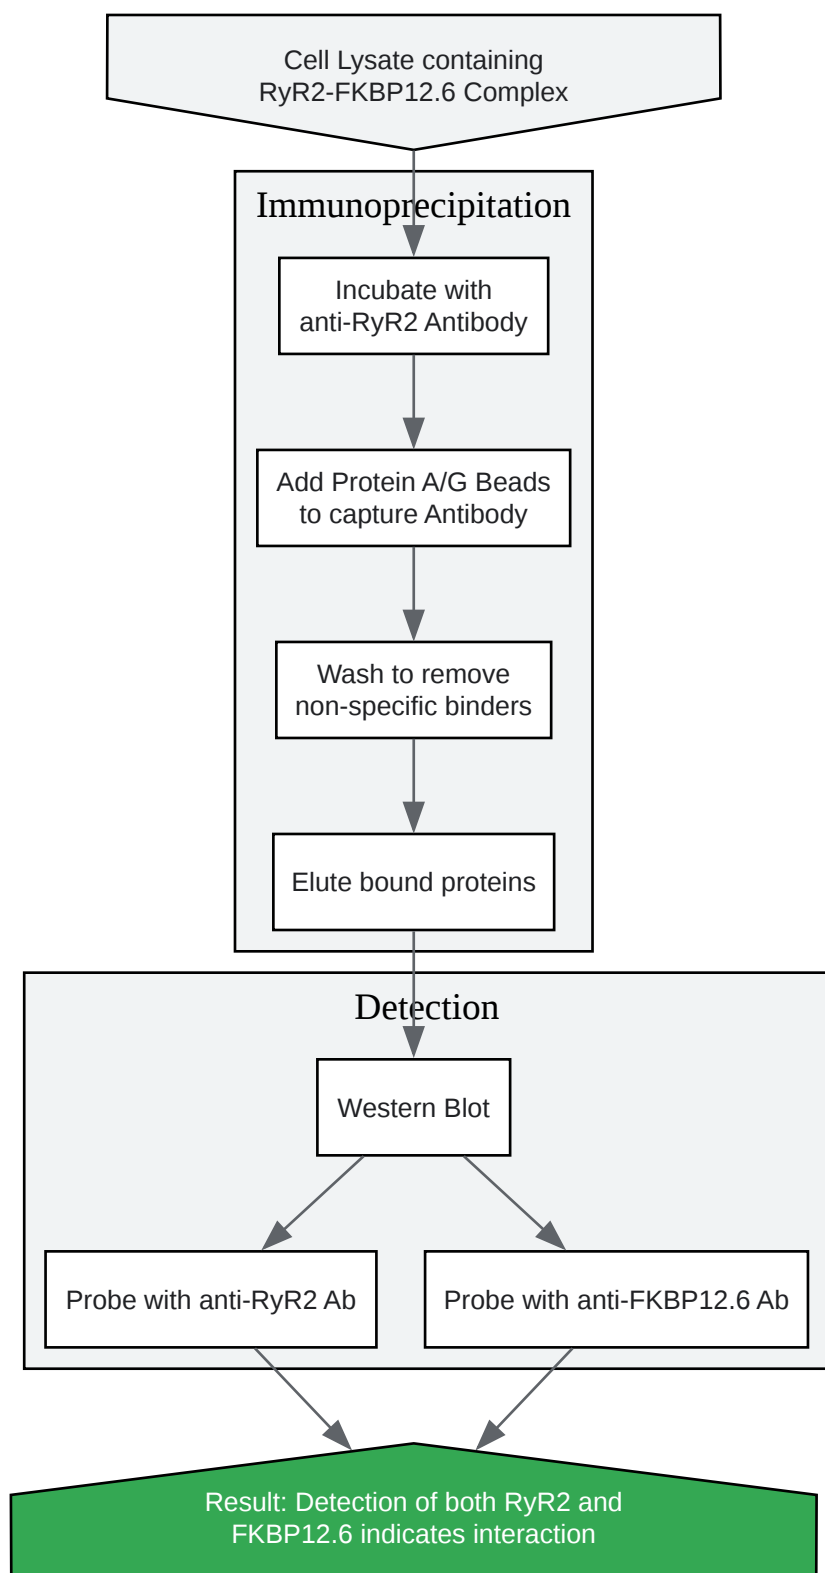 Cell Lysate containing
RyR2-FKBP12.6 Complex
Immunoprecipitation
Incubate with
anti-RyR2 Antibody
Add Protein A/G Beads
to capture Antibody
Wash to remove
non-specific binders
Elute bound proteins
Detection
Western Blot
Probe with anti-RyR2 Ab
Probe with anti-FKBP12.6 Ab
Result: Detection of both RyR2 and
FKBP12.6 indicates interaction